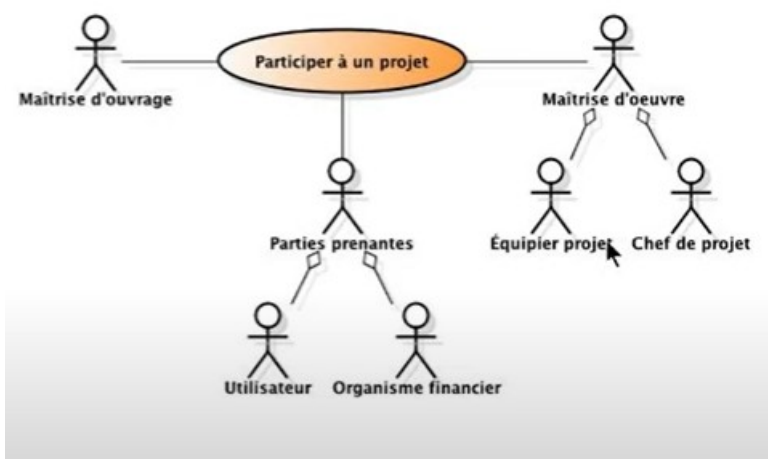 Participer à un projet
Maîtrise d'ouvrage
Maîtrise d'oeuvre
Parties prenantes
Équipier projet
Chef de projet
Utilisateur
Organisme financier